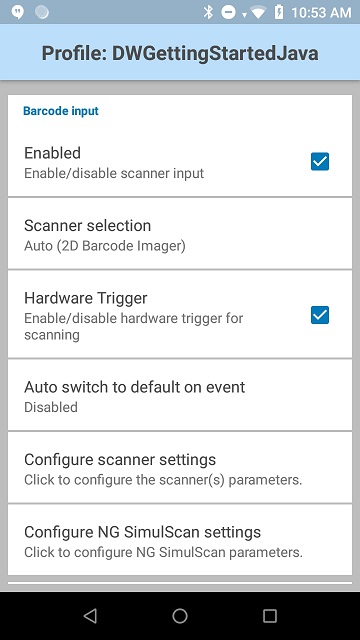 10:53 AM
Profile: DWGettingStartedJava
Barcode input
Enabled
Enable/disable scanner input
Scanner selection
Auto (2D Barcode Imager)
Hardware Trigger
Enable/disable hardware trigger for
scanning
Auto switch to default on event
Disabled
Configure scanner settings
Click to configure the scanner(s) parameters.
Configure NG SimulScan settings
Click to configure NG SimulScan parameters.